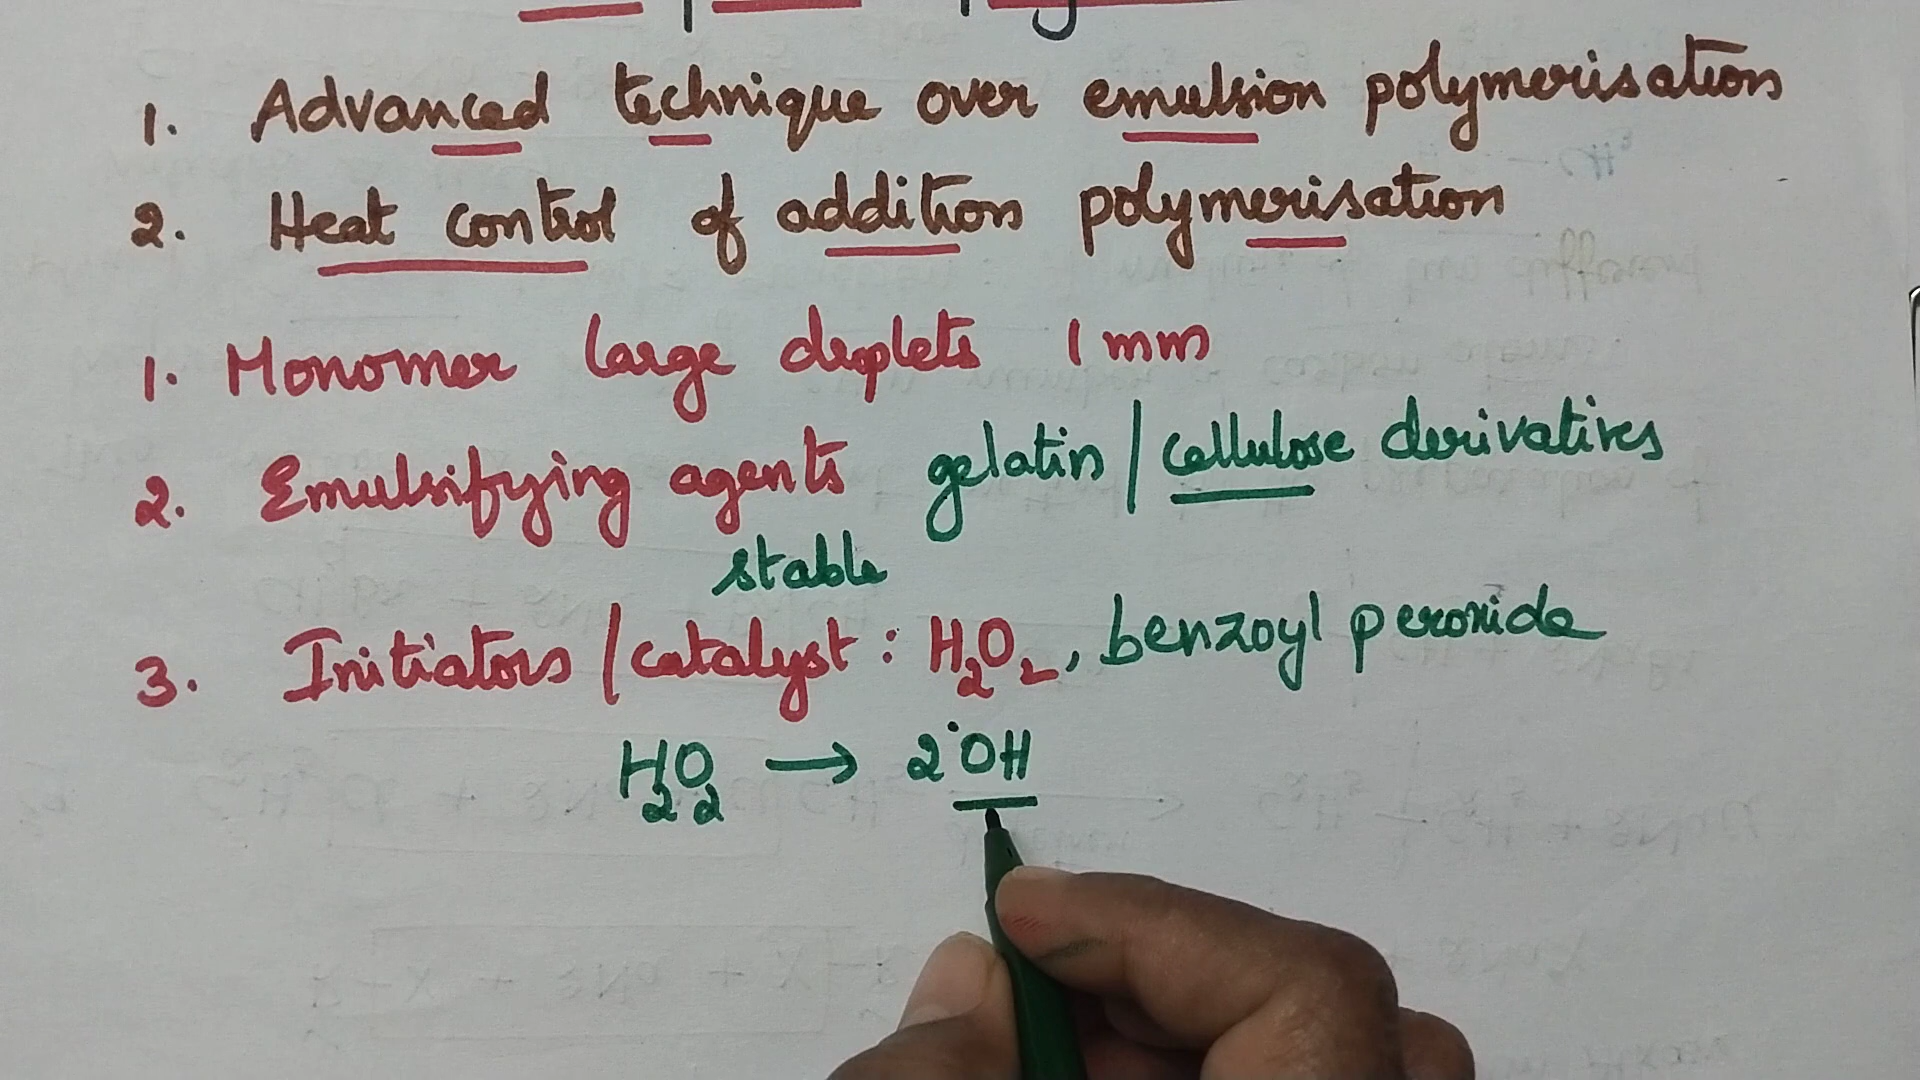 1. Advanced technique over emulsion polymerisation
2. Heat control of addition polymerisation
1. Monomer large droplets 1 mm
2. Emulsifying agents gelatin / cellulose derivatives
stable
3. Initiators / catalyst : H₂O₂, benzoyl peroxide
H₂O₂ → 2˙OH